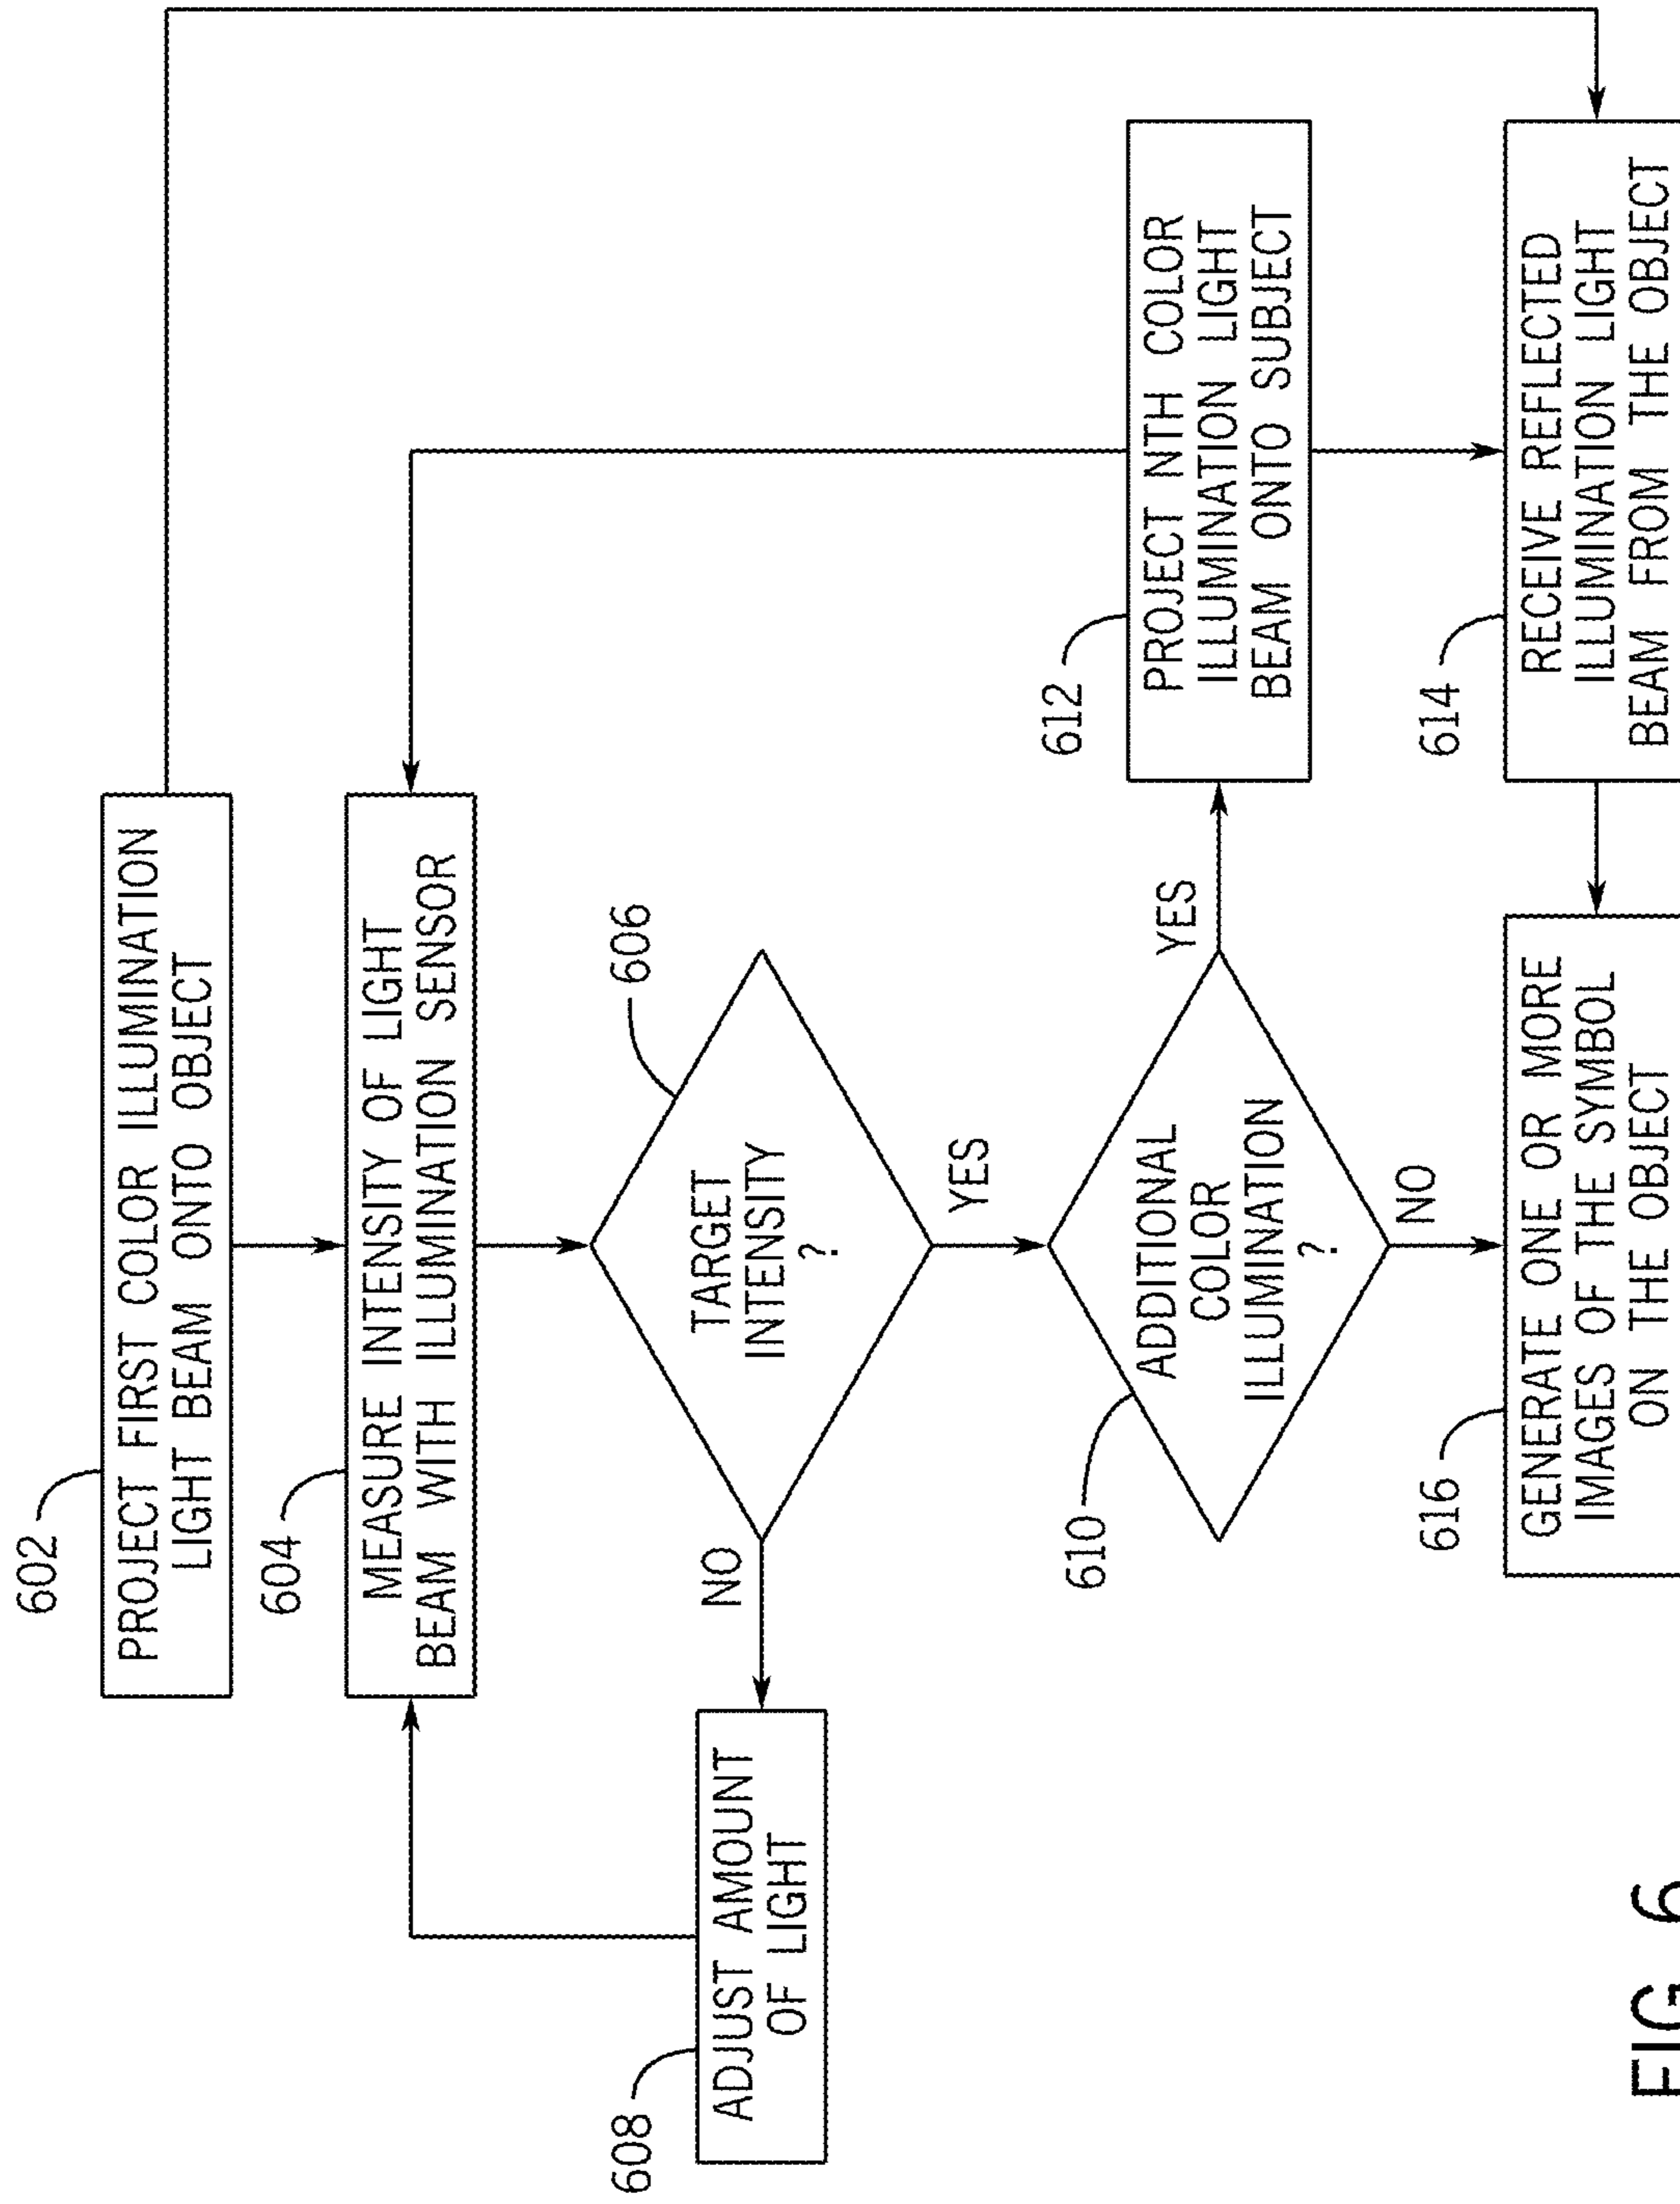 602
PROJECT FIRST COLOR ILLUMINATION
LIGHT BEAM ONTO OBJECT
604
MEASURE INTENSITY OF LIGHT
BEAM WITH ILLUMINATION SENSOR
606
TARGET
INTENSITY
?
NO
YES
608
ADJUST AMOUNT
OF LIGHT
610
ADDITIONAL
COLOR
ILLUMINATION
?
YES
NO
612
PROJECT NTH COLOR
ILLUMINATION LIGHT
BEAM ONTO SUBJECT
614
RECEIVE REFLECTED
ILLUMINATION LIGHT
BEAM FROM THE OBJECT
616
GENERATE ONE OR MORE
IMAGES OF THE SYMBOL
ON THE OBJECT
FIG. 6